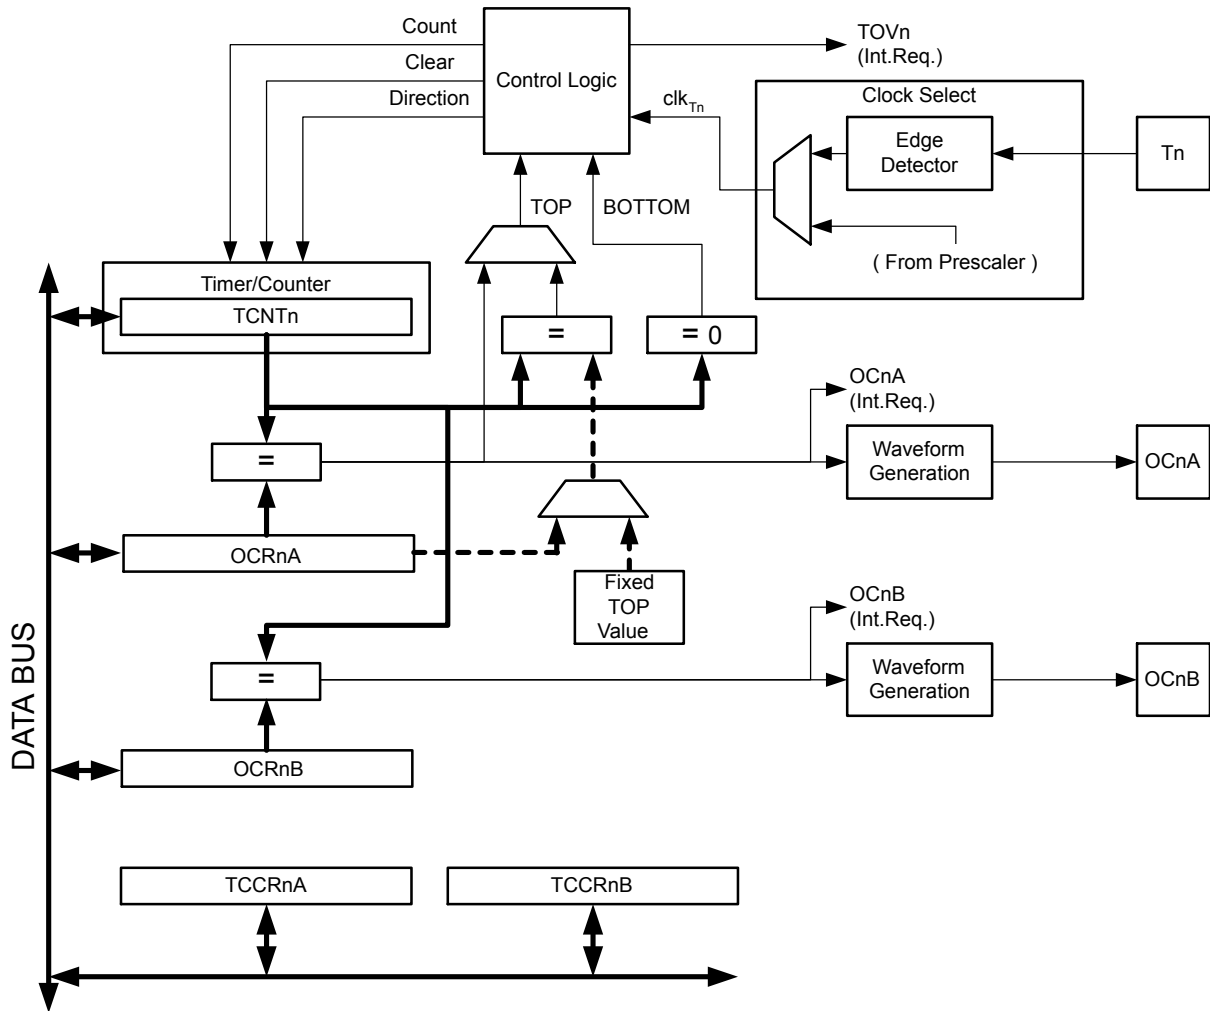 Count
Clear
Direction
Control Logic
TOVn
(Int.Req.)
clkTn
Clock Select
Edge
Detector
Tn
( From Prescaler )
TOP
BOTTOM
Timer/Counter
TCNTn
=
= 0
OCnA
(Int.Req.)
=
Waveform
Generation
OCnA
OCRnA
Fixed
TOP
Value
OCnB
(Int.Req.)
=
Waveform
Generation
OCnB
OCRnB
DATA BUS
TCCRnA
TCCRnB